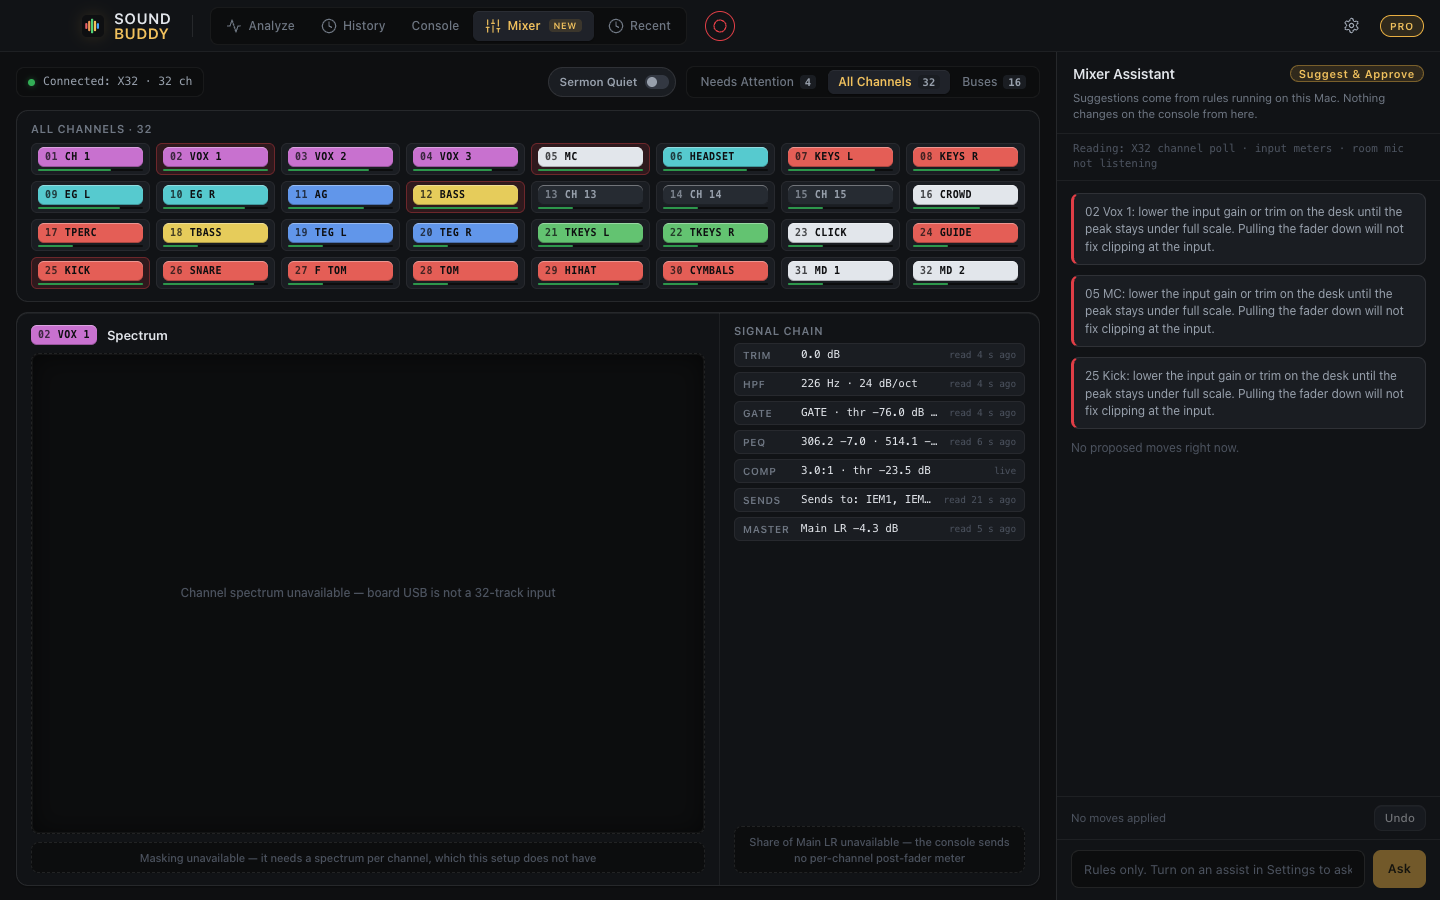 SOUND
BUDDY
Analyze
History
Console
Mixer NEW
Recent
PRO
Connected: X32 · 32 ch
Sermon Quiet
Needs Attention 4
All Channels 32
Buses 16
ALL CHANNELS · 32
01 CH 1
02 VOX 1
03 VOX 2
04 VOX 3
05 MC
06 HEADSET
07 KEYS L
08 KEYS R
09 EG L
10 EG R
11 AG
12 BASS
13 CH 13
14 CH 14
15 CH 15
16 CROWD
17 TPERC
18 TBASS
19 TEG L
20 TEG R
21 TKEYS L
22 TKEYS R
23 CLICK
24 GUIDE
25 KICK
26 SNARE
27 F TOM
28 TOM
29 HIHAT
30 CYMBALS
31 MD 1
32 MD 2
02 VOX 1 Spectrum
Channel spectrum unavailable — board USB is not a 32-track input
Masking unavailable — it needs a spectrum per channel, which this setup does not have
SIGNAL CHAIN
TRIM 0.0 dB read 4 s ago
HPF 226 Hz · 24 dB/oct read 4 s ago
GATE GATE · thr −76.0 dB … read 4 s ago
PEQ 306.2 −7.0 · 514.1 −… read 6 s ago
COMP 3.0:1 · thr −23.5 dB live
SENDS Sends to: IEM1, IEM… read 21 s ago
MASTER Main LR −4.3 dB read 5 s ago
Share of Main LR unavailable — the console sends
no per-channel post-fader meter
Mixer Assistant
Suggest & Approve
Suggestions come from rules running on this Mac. Nothing
changes on the console from here.
Reading: X32 channel poll · input meters · room mic
not listening
02 Vox 1: lower the input gain or trim on the desk until the
peak stays under full scale. Pulling the fader down will not
fix clipping at the input.
05 MC: lower the input gain or trim on the desk until the
peak stays under full scale. Pulling the fader down will not
fix clipping at the input.
25 Kick: lower the input gain or trim on the desk until the
peak stays under full scale. Pulling the fader down will not
fix clipping at the input.
No proposed moves right now.
No moves applied
Undo
Rules only. Turn on an assist in Settings to ask
Ask